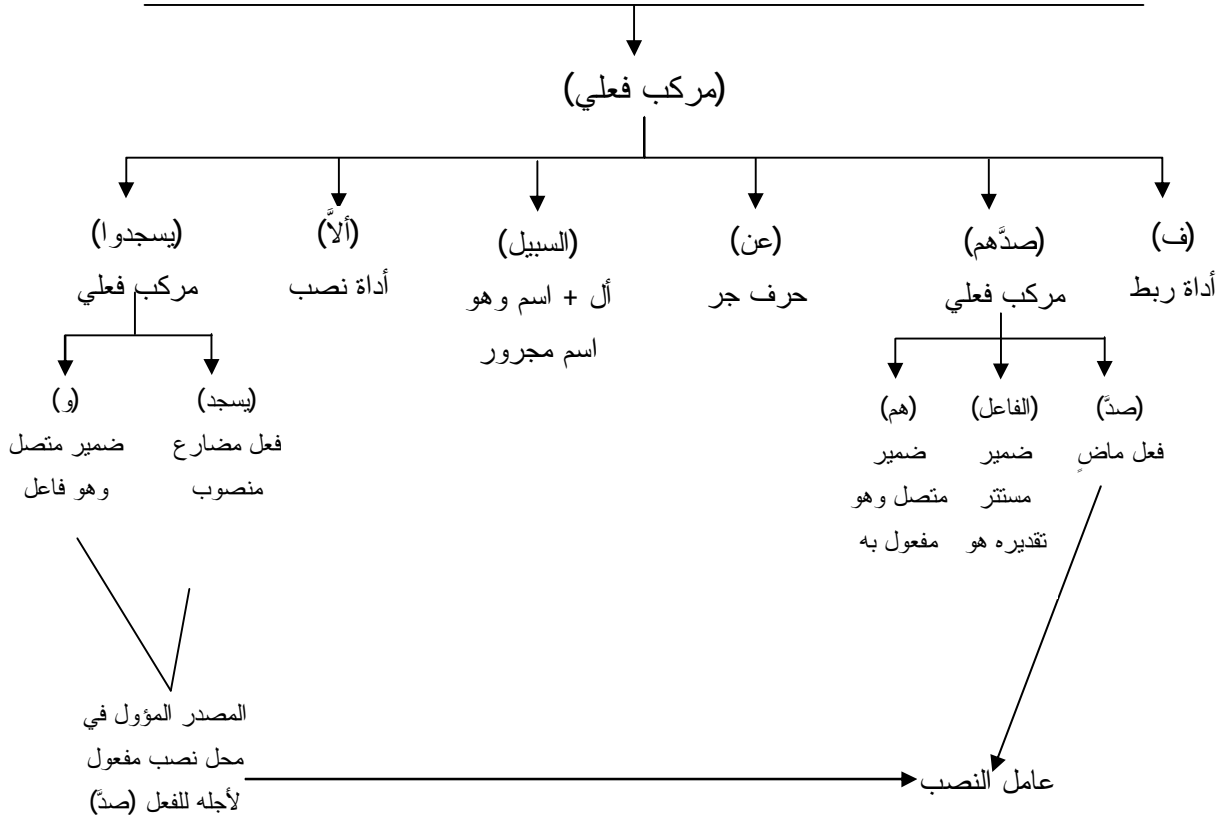 (مركب فعلي)
(ف)
أداة ربط
(صدَّهم)
مركب فعلي
(عن)
حرف جر
(السبيل)
أل + اسم وهو
اسم مجرور
(ألاَّ)
أداة نصب
(يسجدوا)
مركب فعلي
(صدَّ)
فعل ماضٍ
(الفاعل)
ضمير
مستتر
تقديره هو
(هم)
ضمير
متصل وهو
مفعول به
(يسجد)
فعل مضارع
منصوب
(و)
ضمير متصل
وهو فاعل
المصدر المؤول في
محل نصب مفعول
لأجله للفعل (صدَّ)
عامل النصب